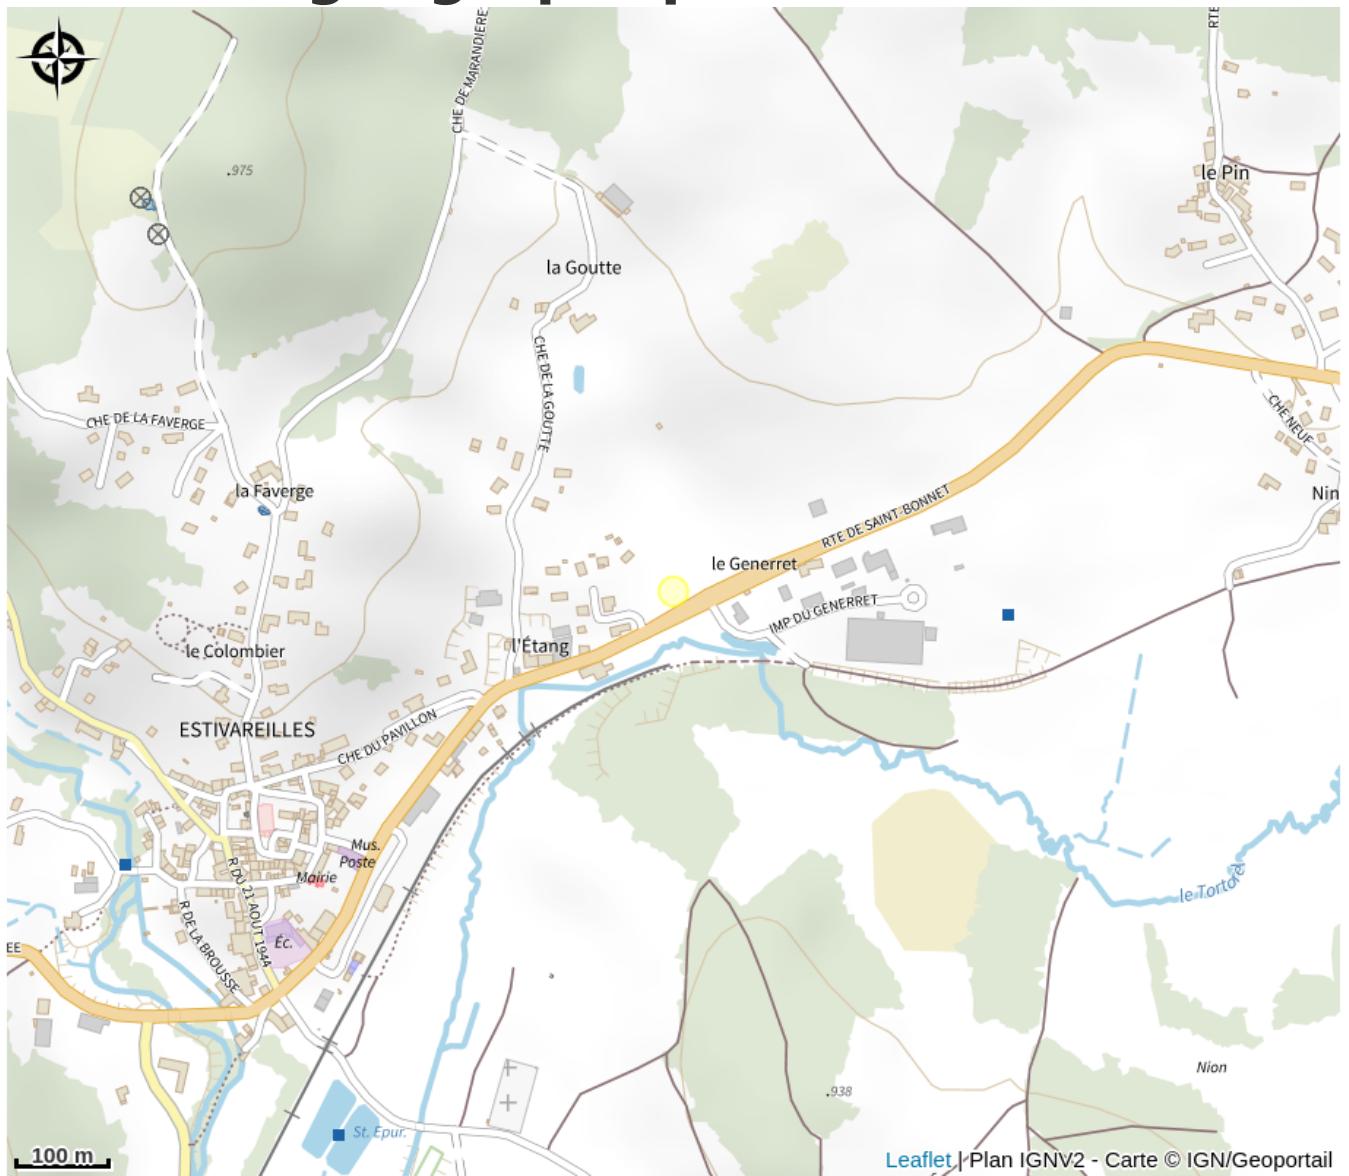 CHE DE MARANDIERE
RTE
.975
le Pin
la Goutte
CHE DE LA GOUTTE
CHE DE LA FAVERGE
CHE NEUF
la Faverge
Nin
RTE DE SAINT-BONNET
le Generret
IMP DU GENERRET
l'Étang
le Colombier
ESTIVAREILLES
CHE DU PAVILLON
Mus.
Poste
Mairie
R DU 21 AOUT 1944
le Tortorel
R DE LA BROUSSE
Éc.
EE
Nion
.938
St. Epur.
100 m
Leaflet | Plan IGNV2 - Carte © IGN/Geoportail